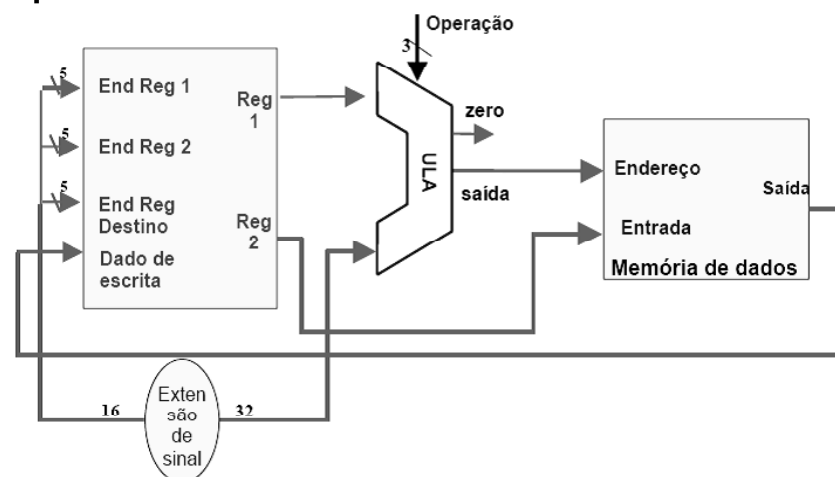 Operação
3
5
End Reg 1
Reg
1
5
End Reg 2
5
End Reg
Destino
Reg
2
Dado de
escrita
zero
ULA
saída
Endereço
Saída
Entrada
Memória de dados
16
Exten
são
de
sinal
32